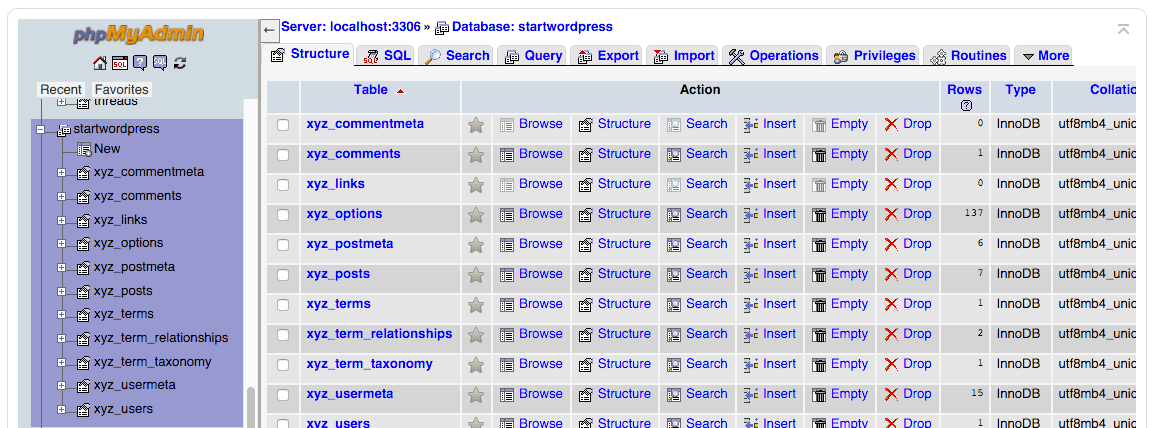 phpMyAdmin
Recent Favorites
threads
startwordpress
New
xyz_commentmeta
xyz_comments
xyz_links
xyz_options
xyz_postmeta
xyz_posts
xyz_terms
xyz_term_relationships
xyz_term_taxonomy
xyz_usermeta
xyz_users
Server: localhost:3306 » Database: startwordpress
Structure SQL Search Query Export Import Operations Privileges Routines More
Table Action Rows Type Collatio
xyz_commentmeta Browse Structure Search Insert Empty Drop 0 InnoDB utf8mb4_unic
xyz_comments Browse Structure Search Insert Empty Drop 1 InnoDB utf8mb4_unic
xyz_links Browse Structure Search Insert Empty Drop 0 InnoDB utf8mb4_unic
xyz_options Browse Structure Search Insert Empty Drop 137 InnoDB utf8mb4_unic
xyz_postmeta Browse Structure Search Insert Empty Drop 6 InnoDB utf8mb4_unic
xyz_posts Browse Structure Search Insert Empty Drop 7 InnoDB utf8mb4_unic
xyz_terms Browse Structure Search Insert Empty Drop 1 InnoDB utf8mb4_unic
xyz_term_relationships Browse Structure Search Insert Empty Drop 2 InnoDB utf8mb4_unic
xyz_term_taxonomy Browse Structure Search Insert Empty Drop 1 InnoDB utf8mb4_unic
xyz_usermeta Browse Structure Search Insert Empty Drop 15 InnoDB utf8mb4_unic
xyz_users Browse Structure Search Insert Empty Drop 1 InnoDB utf8mb4_unic